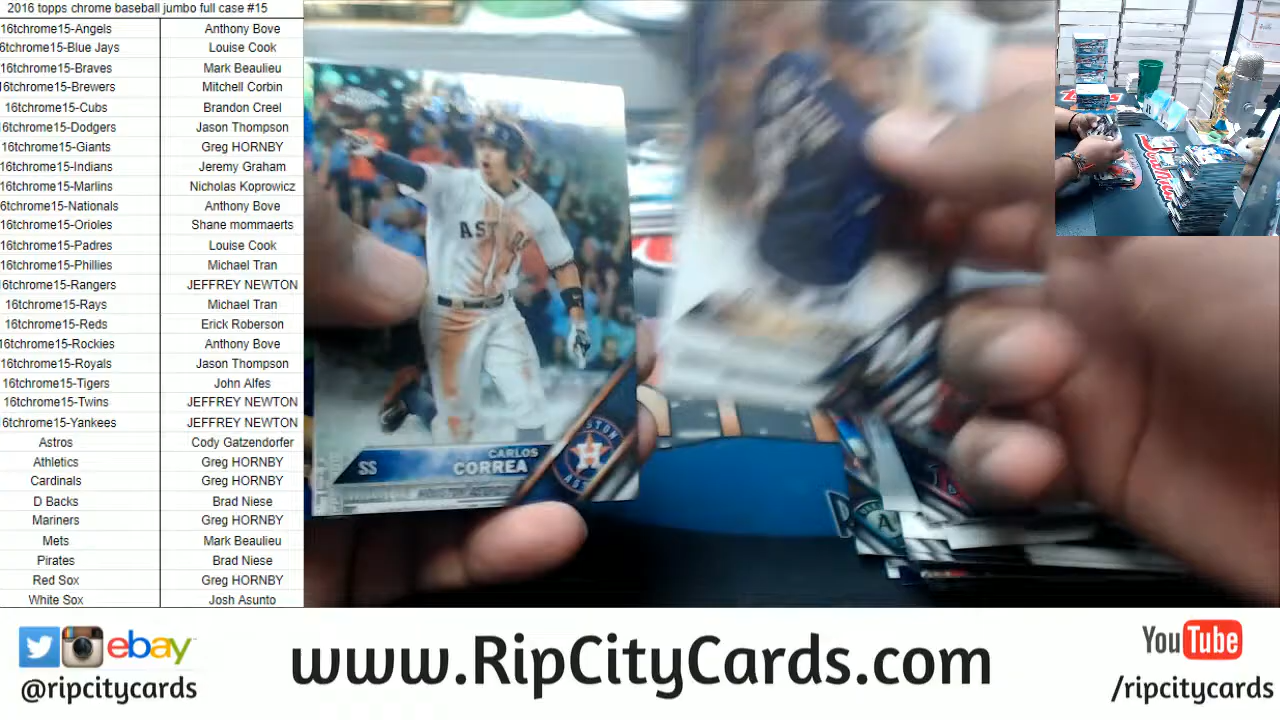 2016 topps chrome baseball jumbo full case #15
16tchrome15-Angels Anthony Bove
6tchrome15-Blue Jays Louise Cook
16tchrome15-Braves Mark Beaulieu
16tchrome15-Brewers Mitchell Corbin
16tchrome15-Cubs Brandon Creel
16tchrome15-Dodgers Jason Thompson
16tchrome15-Giants Greg HORNBY
16tchrome15-Indians Jeremy Graham
16tchrome15-Marlins Nicholas Koprowicz
6tchrome15-Nationals Anthony Bove
16tchrome15-Orioles Shane mommaerts
16tchrome15-Padres Louise Cook
16tchrome15-Phillies Michael Tran
16tchrome15-Rangers JEFFREY NEWTON
16tchrome15-Rays Michael Tran
16tchrome15-Reds Erick Roberson
16tchrome15-Rockies Anthony Bove
16tchrome15-Royals Jason Thompson
16tchrome15-Tigers John Alfes
16tchrome15-Twins JEFFREY NEWTON
6tchrome15-Yankees JEFFREY NEWTON
Astros Cody Gatzendorfer
Athletics Greg HORNBY
Cardinals Greg HORNBY
D Backs Brad Niese
Mariners Greg HORNBY
Mets Mark Beaulieu
Pirates Brad Niese
Red Sox Greg HORNBY
White Sox Josh Asunto
SS
CARLOS
CORREA
H
Bowman
ebay
@ripcitycards
www.RipCityCards.com
YouTube
/ripcitycards